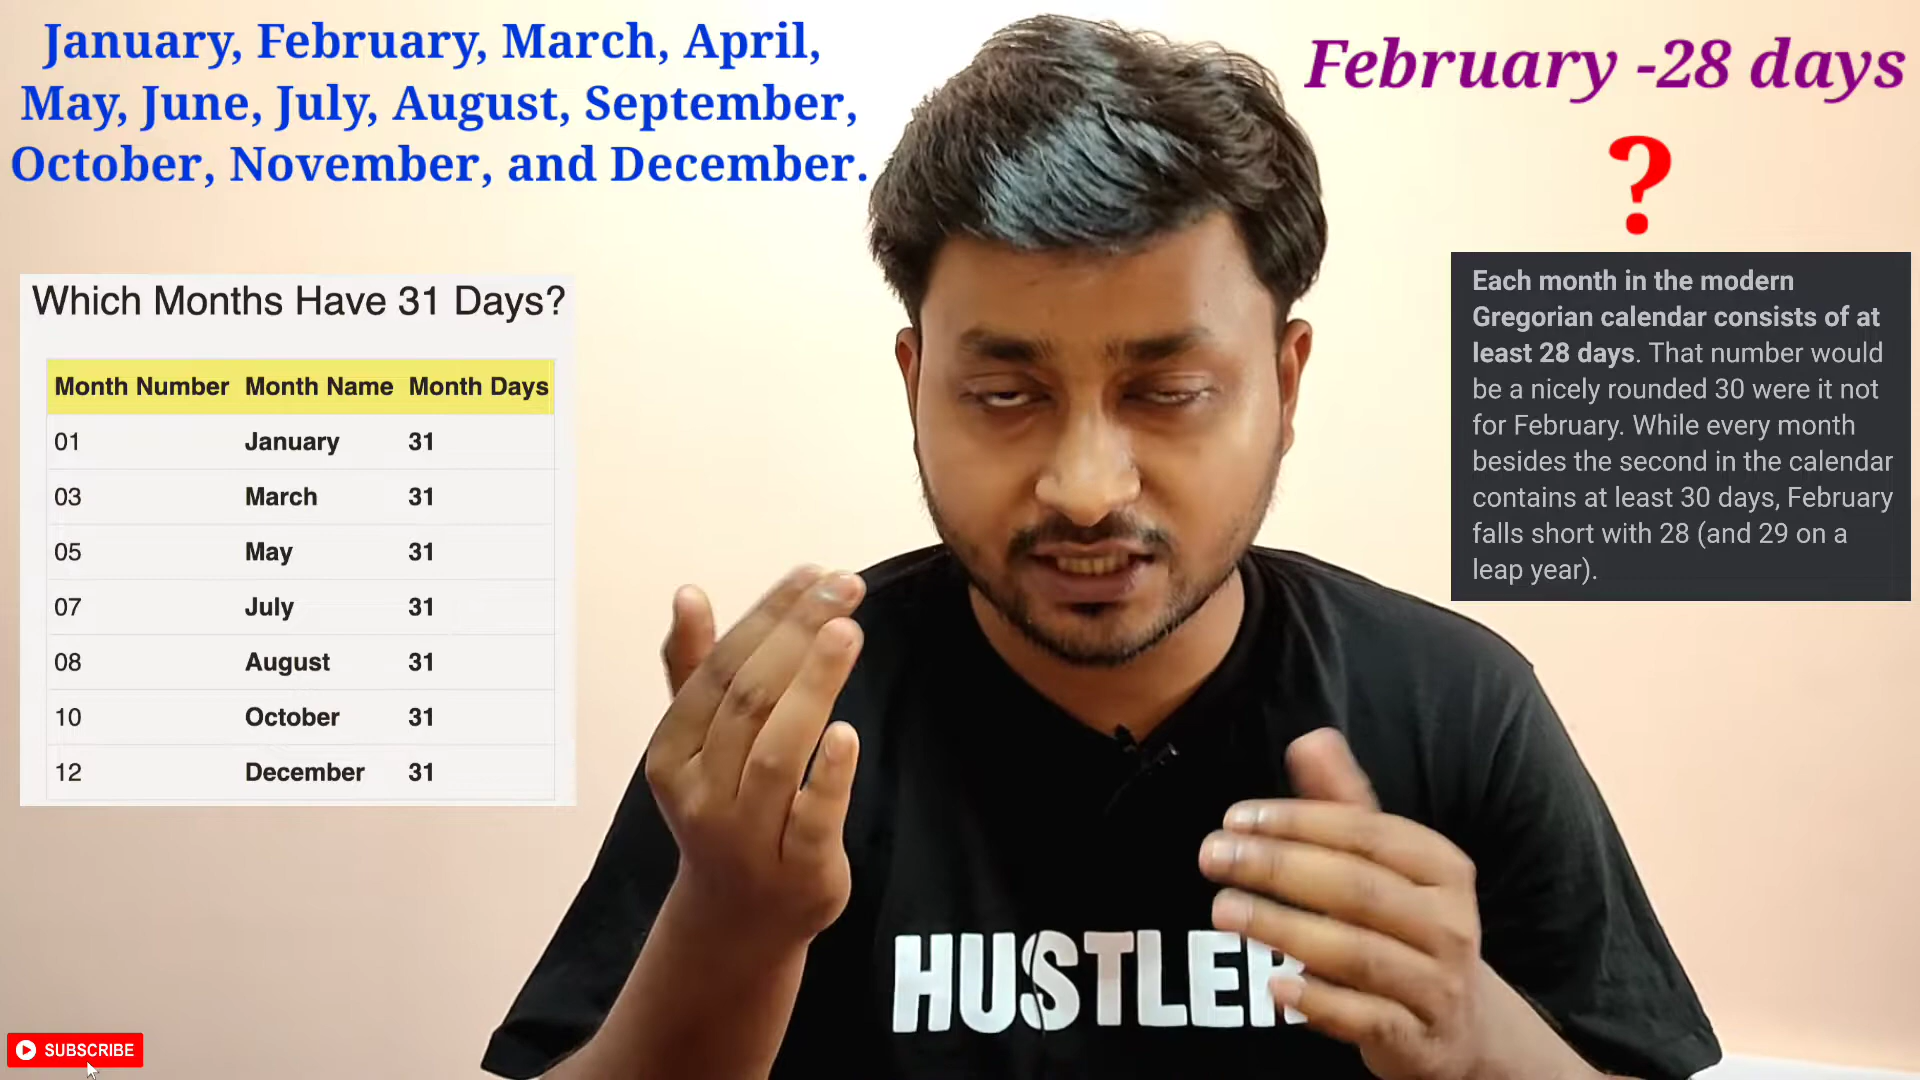 January, February, March, April,
May, June, July, August, September,
October, November, and December.
February -28 days
?
Which Months Have 31 Days?
Month Number Month Name Month Days
01 January 31
03 March 31
05 May 31
07 July 31
08 August 31
10 October 31
12 December 31
Each month in the modern
Gregorian calendar consists of at
least 28 days. That number would
be a nicely rounded 30 were it not
for February. While every month
besides the second in the calendar
contains at least 30 days, February
falls short with 28 (and 29 on a
leap year).
HUSTLER
SUBSCRIBE